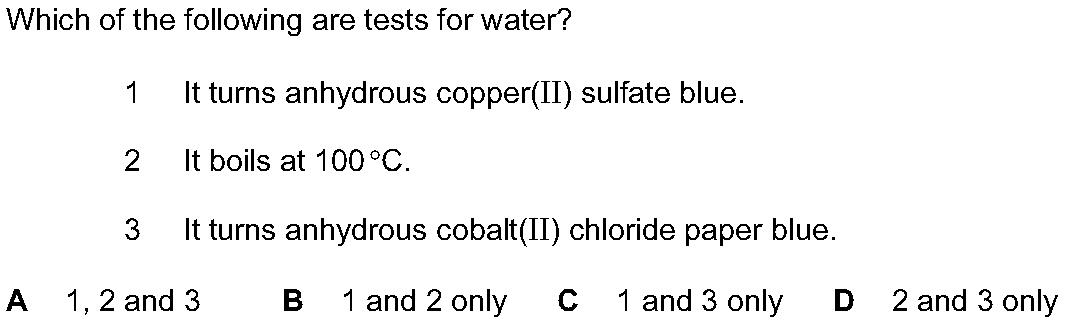 Which of the following are tests for water?
1 It turns anhydrous copper(II) sulfate blue.
2 It boils at 100 °C.
3 It turns anhydrous cobalt(II) chloride paper blue.
A 1, 2 and 3 B 1 and 2 only C 1 and 3 only D 2 and 3 only